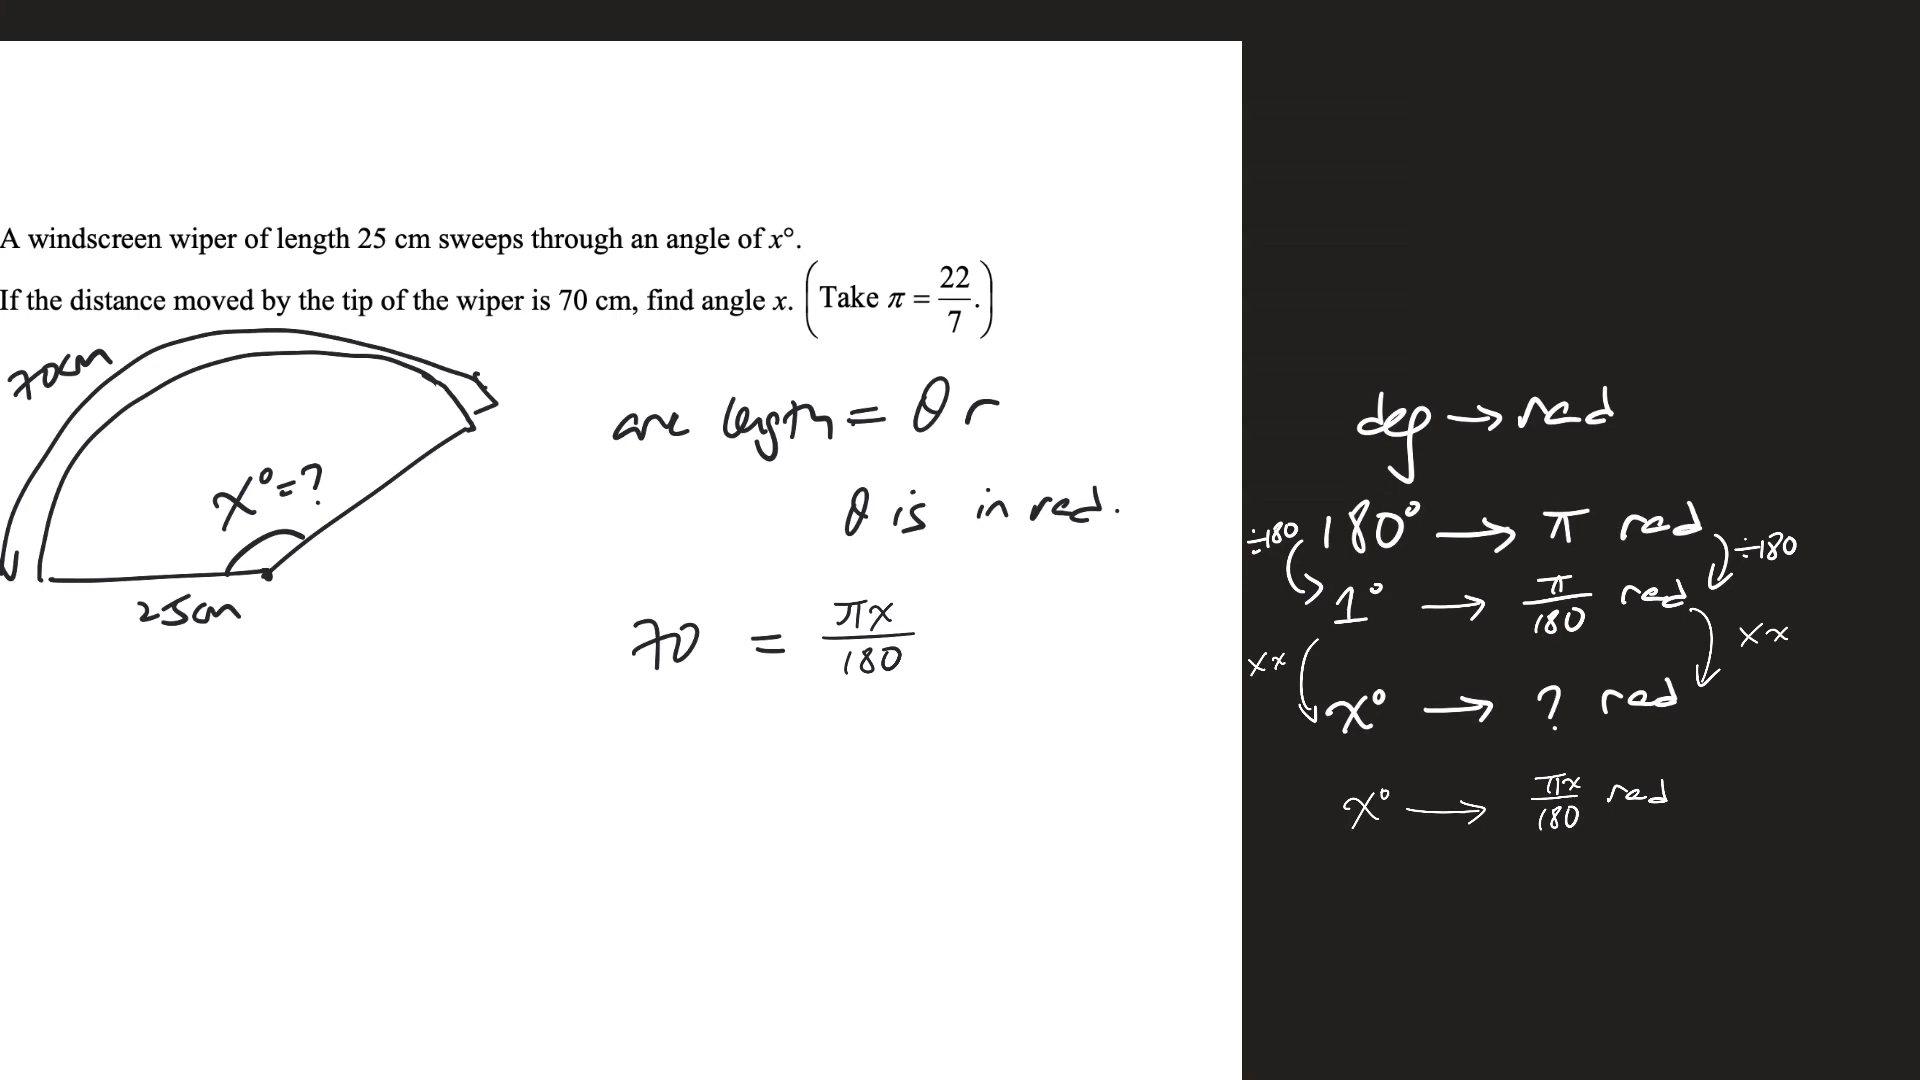 A windscreen wiper of length 25 cm sweeps through an angle of x°.
If the distance moved by the tip of the wiper is 70 cm, find angle x. (Take π = 22/7.)
70cm
x° = ?
25cm
arc length = θ r
θ is in rad.
70 = πx/180
deg → rad
÷180 180° → π rad ÷180
1° → π/180 rad
×x x° → ? rad ×x
x° → πx/180 rad